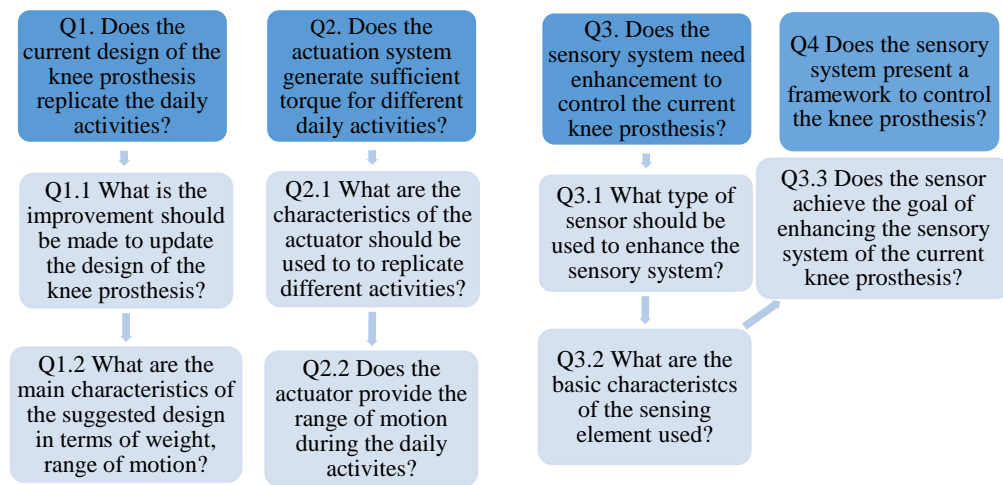 Q1. Does the
current design of the
knee prosthesis
replicate the daily
activities?
Q1.1 What is the
improvement should
be made to update
the design of the
knee prosthesis?
Q1.2 What are the
main characteristics of
the suggested design
in terms of weight,
range of motion?
Q2. Does the
actuation system
generate sufficient
torque for different
daily activities?
Q2.1 What are the
characteristics of the
actuator should be
used to to replicate
different activities?
Q2.2 Does the
actuator provide the
range of motion
during the daily
activites?
Q3. Does the
sensory system need
enhancement to
control the current
knee prosthesis?
Q3.1 What type of
sensor should be
used to enhance the
sensory system?
Q3.2 What are the
basic characteristcs
of the sensing
element used?
Q4 Does the sensory
system present a
framework to control
the knee prosthesis?
Q3.3 Does the sensor
achieve the goal of
enhancing the sensory
system of the current
knee prosthesis?